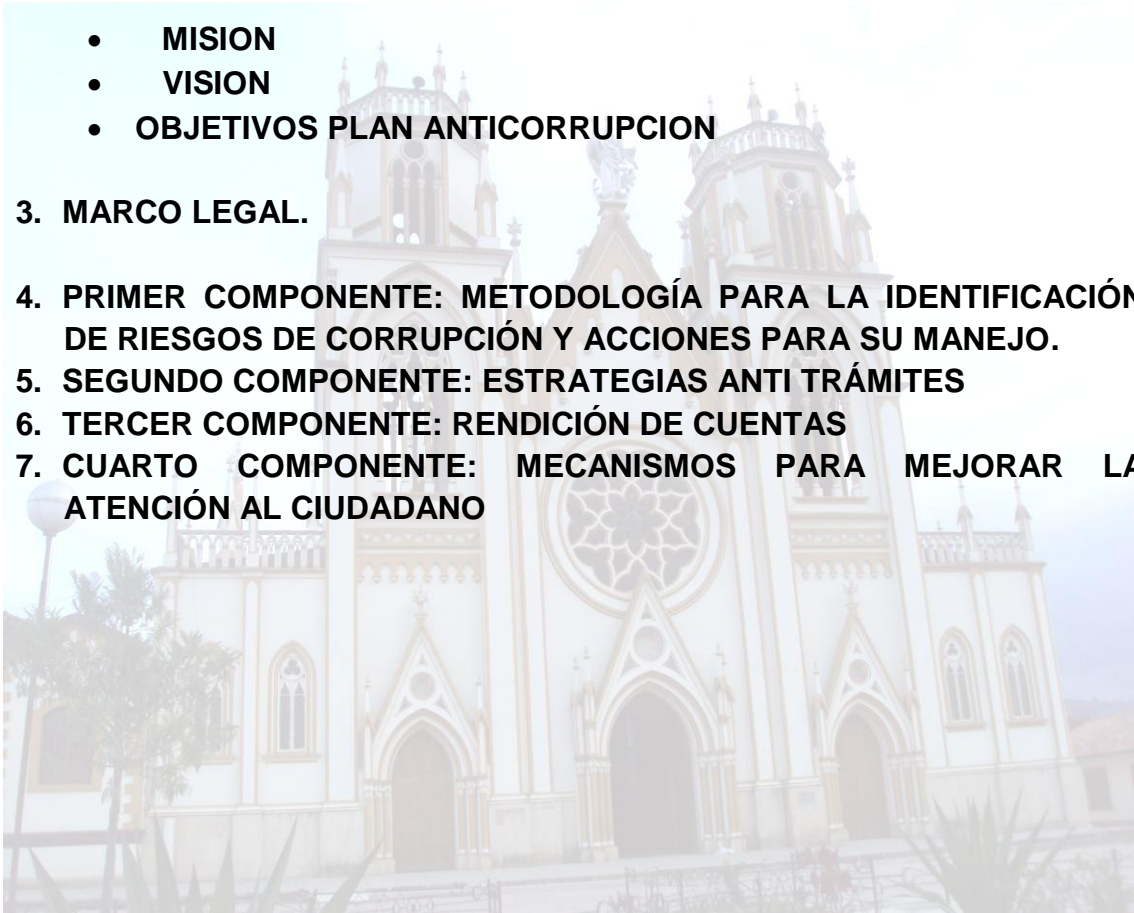 • MISION
• VISION
• OBJETIVOS PLAN ANTICORRUPCION
3. MARCO LEGAL.
4. PRIMER COMPONENTE: METODOLOGÍA PARA LA IDENTIFICACIÓN
DE RIESGOS DE CORRUPCIÓN Y ACCIONES PARA SU MANEJO.
5. SEGUNDO COMPONENTE: ESTRATEGIAS ANTI TRÁMITES
6. TERCER COMPONENTE: RENDICIÓN DE CUENTAS
7. CUARTO COMPONENTE: MECANISMOS PARA MEJORAR LA
ATENCIÓN AL CIUDADANO